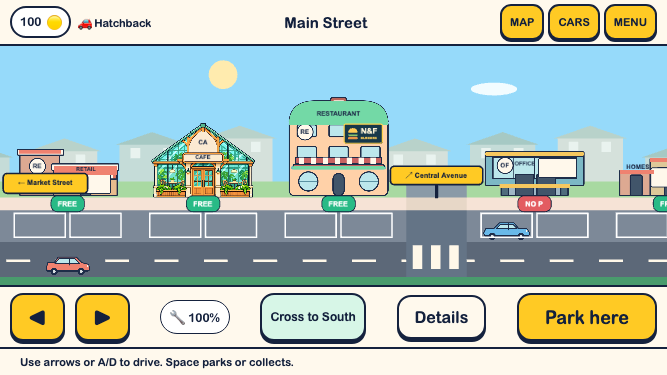 100
Hatchback
Main Street
MAP
CARS
MENU
RESTAURANT
RE
N&F
CA
CAFE
RE
RETAIL
← Market Street
↗ Central Avenue
OF
OFFICE
HOMES
FREE
FREE
FREE
NO P
◀
▶
100%
Cross to South
Details
Park here
Use arrows or A/D to drive. Space parks or collects.